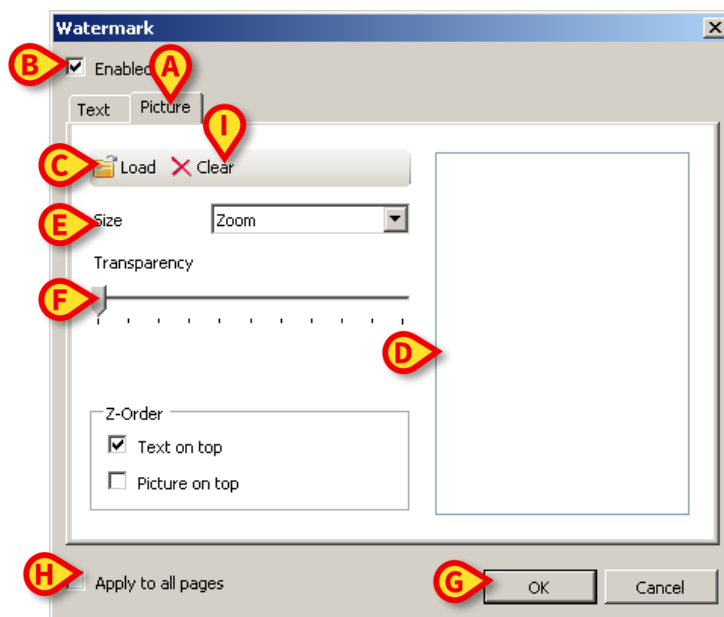 Watermark
B Enabled A
Text Picture
I
C Load Clear
E Size Zoom
Transparency
F
D
Z-Order
Text on top
Picture on top
H Apply to all pages G OK Cancel